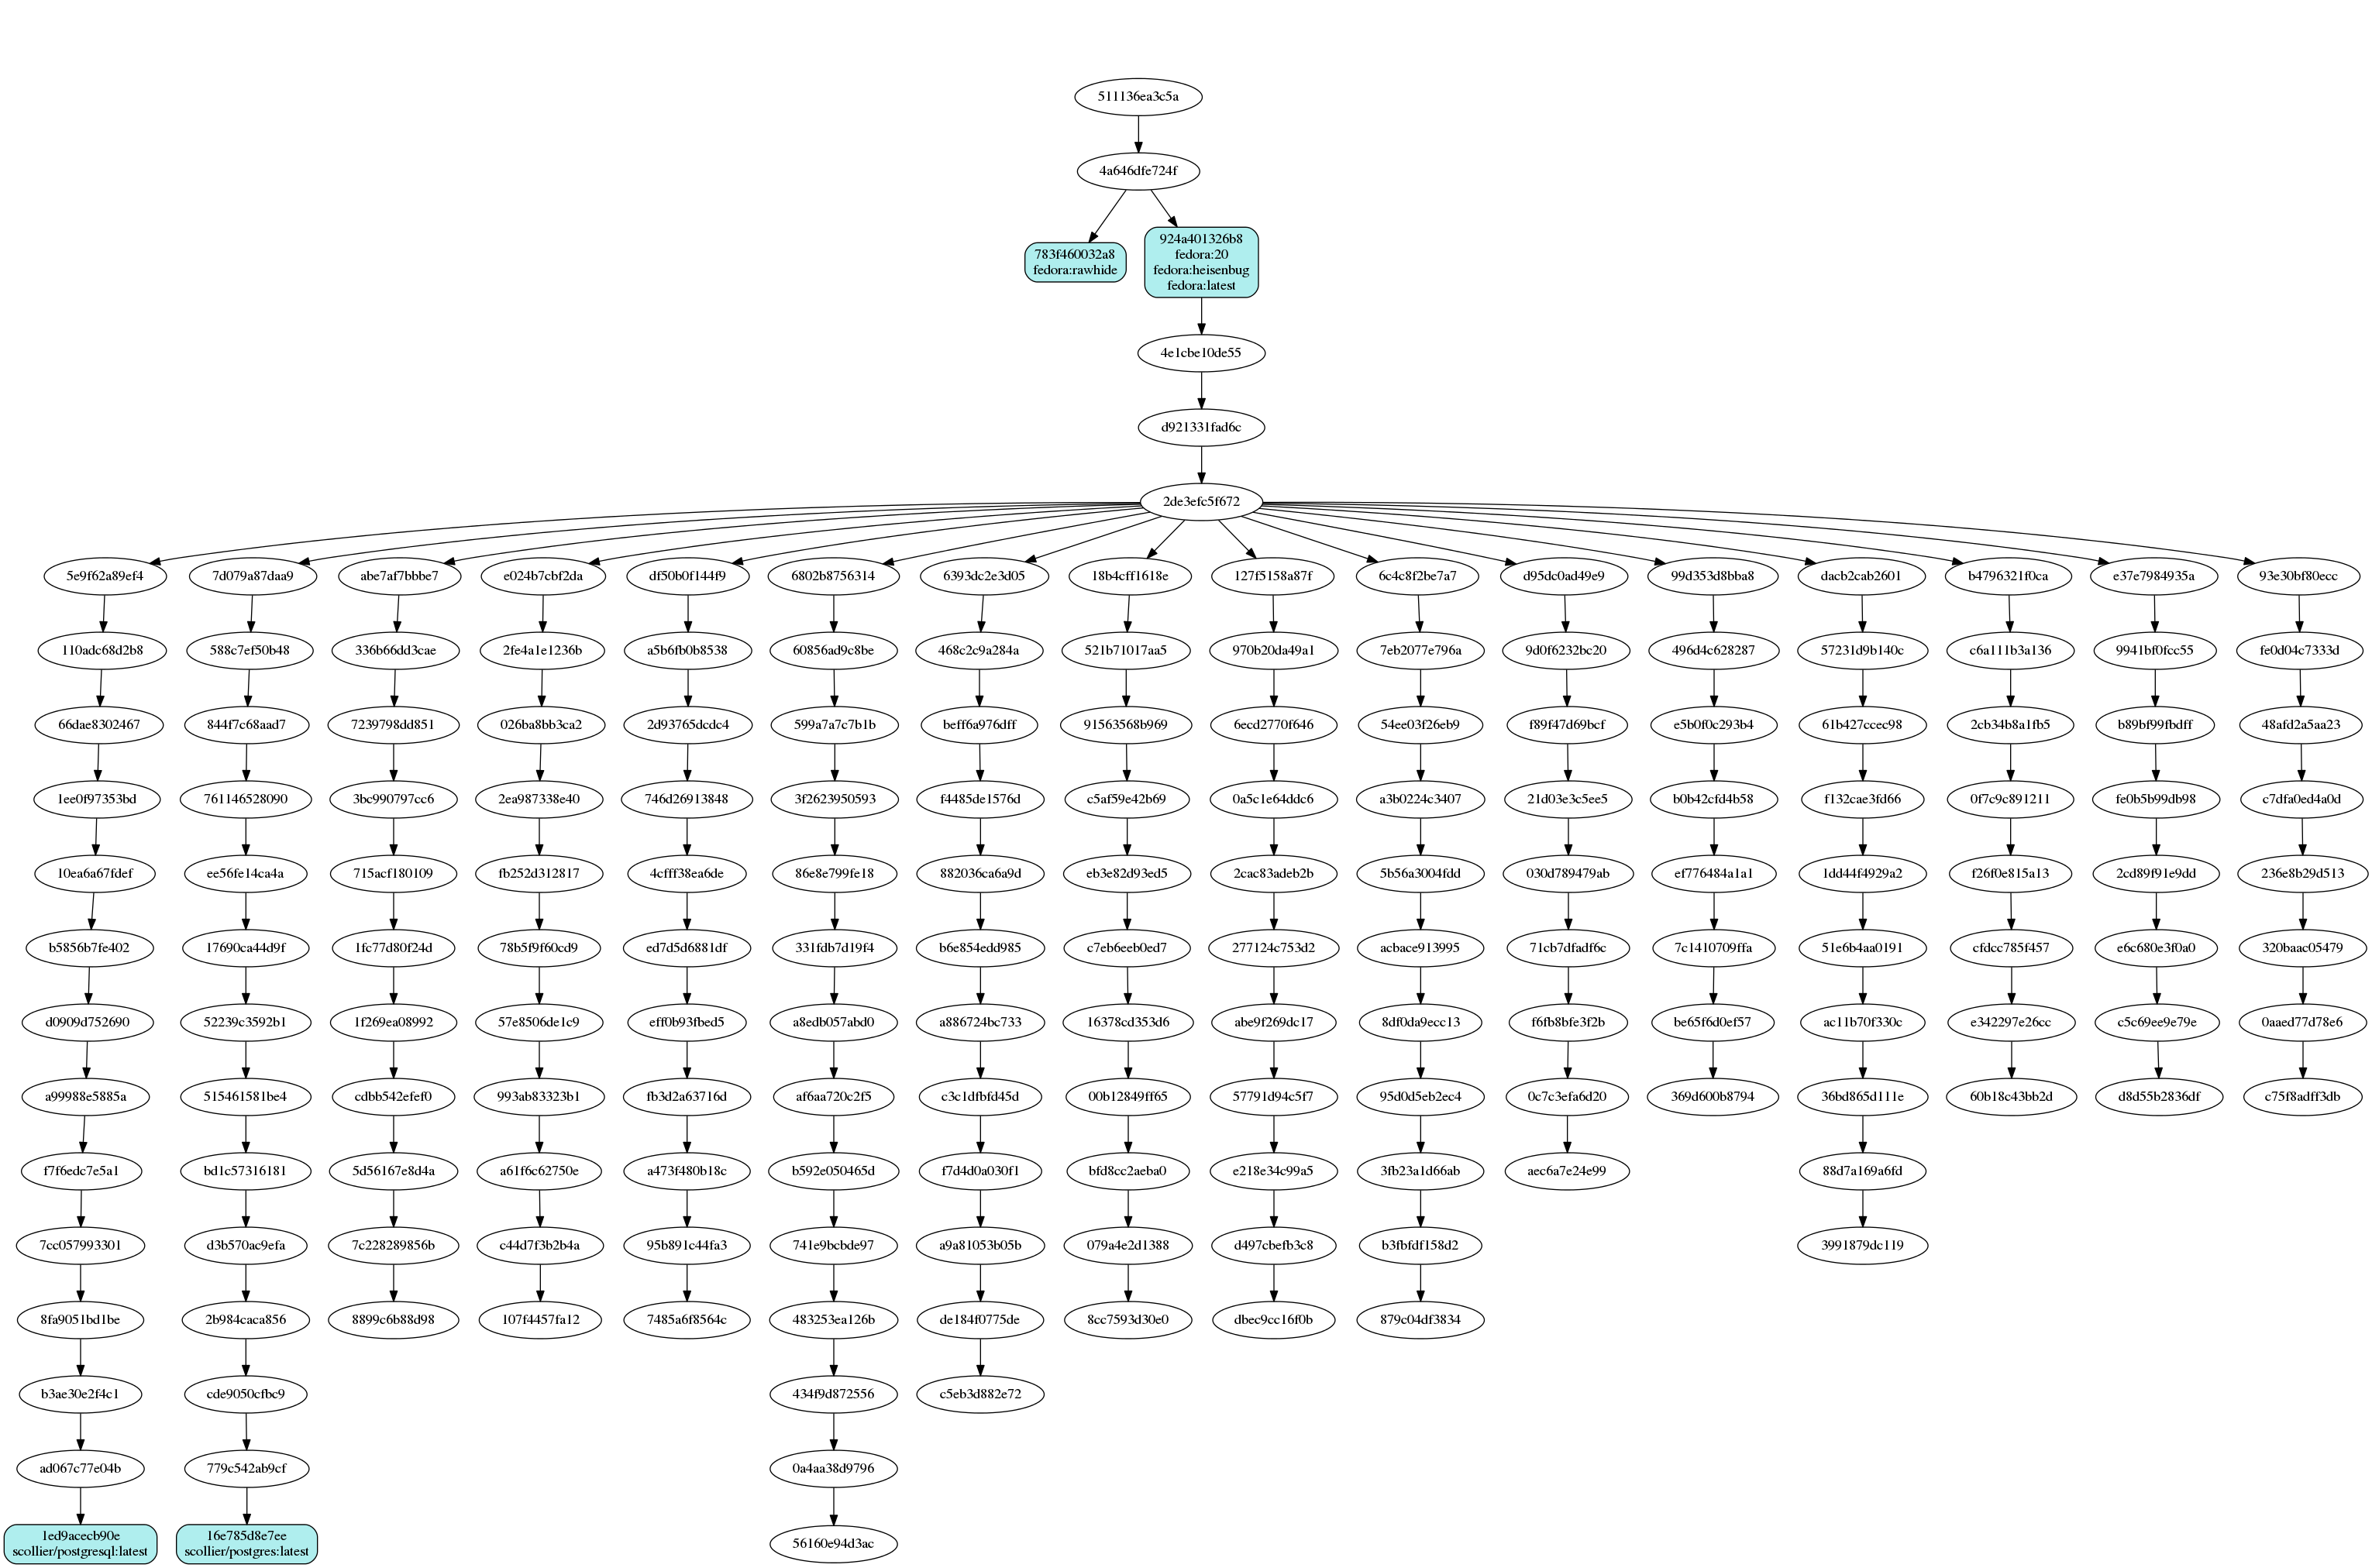 511136ea3c5a
4a646dfe724f
783f460032a8
fedora:rawhide
924a401326b8
fedora:20
fedora:heisenbug
fedora:latest
4e1cbe10de55
d921331fad6c
2de3efc5f672
5e9f62a89ef4 7d079a87daa9 abe7af7bbbe7 e024b7cbf2da df50b0f144f9 6802b8756314 6393dc2e3d05 18b4cff1618e 127f5158a87f 6c4c8f2be7a7 d95dc0ad49e9 99d353d8bba8 dacb2cab2601 b4796321f0ca e37e7984935a 93e30bf80ecc
110adc68d2b8 588c7ef50b48 336b66dd3cae 2fe4a1e1236b a5b6fb0b8538 60856ad9c8be 468c2c9a284a 521b71017aa5 970b20da49a1 7eb2077e796a 9d0f6232bc20 496d4c628287 57231d9b140c c6a111b3a136 9941bf0fcc55 fe0d04c7333d
66dae8302467 844f7c68aad7 7239798dd851 026ba8bb3ca2 2d93765dcdc4 599a7a7c7b1b beff6a976dff 91563568b969 6ecd2770f646 54ee03f26eb9 f89f47d69bcf e5b0f0c293b4 61b427ccec98 2cb34b8a1fb5 b89bf99fbdff 48afd2a5aa23
1ee0f97353bd 761146528090 3bc990797cc6 2ea987338e40 746d26913848 3f2623950593 f4485de1576d c5af59e42b69 0a5c1e64ddc6 a3b0224c3407 21d03e3c5ee5 b0b42cfd4b58 f132cae3fd66 0f7c9c891211 fe0b5b99db98 c7dfa0ed4a0d
10ea6a67fdef ee56fe14ca4a 715acf180109 fb252d312817 4cfff38ea6de 86e8e799fe18 882036ca6a9d eb3e82d93ed5 2cac83adeb2b 5b56a3004fdd 030d789479ab ef776484a1a1 1dd44f4929a2 f26f0e815a13 2cd89f91e9dd 236e8b29d513
b5856b7fe402 17690ca44d9f 1fc77d80f24d 78b5f9f60cd9 ed7d5d6881df 331fdb7d19f4 b6e854edd985 c7eb6eeb0ed7 277124c753d2 acbace913995 71cb7dfadf6c 7c1410709ffa 51e6b4aa0191 cfdcc785f457 e6c680e3f0a0 320baac05479
d0909d752690 52239c3592b1 1f269ea08992 57e8506de1c9 eff0b93fbed5 a8edb057abd0 a886724bc733 16378cd353d6 abe9f269dc17 8df0da9ecc13 f6fb8bfe3f2b be65f6d0ef57 ac11b70f330c e342297e26cc c5c69ee9e79e 0aaed77d78e6
a99988e5885a 515461581be4 cdbb542efef0 993ab83323b1 fb3d2a63716d af6aa720c2f5 c3c1dfbfd45d 00b12849ff65 57791d94c5f7 95d0d5eb2ec4 0c7c3efa6d20 369d600b8794 36bd865d111e 60b18c43bb2d d8d55b2836df c75f8adff3db
f7f6edc7e5a1 bd1c57316181 5d56167e8d4a a61f6c62750e a473f480b18c b592e050465d f7d4d0a030f1 bfd8cc2aeba0 e218e34c99a5 3fb23a1d66ab aec6a7e24e99 88d7a169a6fd
7cc057993301 d3b570ac9efa 7c228289856b c44d7f3b2b4a 95b891c44fa3 741e9bcbde97 a9a81053b05b 079a4e2d1388 d497cbefb3c8 b3fbfdf158d2 3991879dc119
8fa9051bd1be 2b984caca856 8899c6b88d98 107f4457fa12 7485a6f8564c 483253ea126b de184f0775de 8cc7593d30e0 dbec9cc16f0b 879c04df3834
b3ae30e2f4c1 cde9050cfbc9 434f9d872556 c5eb3d882e72
ad067c77e04b 779c542ab9cf 0a4aa38d9796
1ed9acecb90e
scollier/postgresql:latest
16e785d8e7ee
scollier/postgres:latest
56160e94d3ac